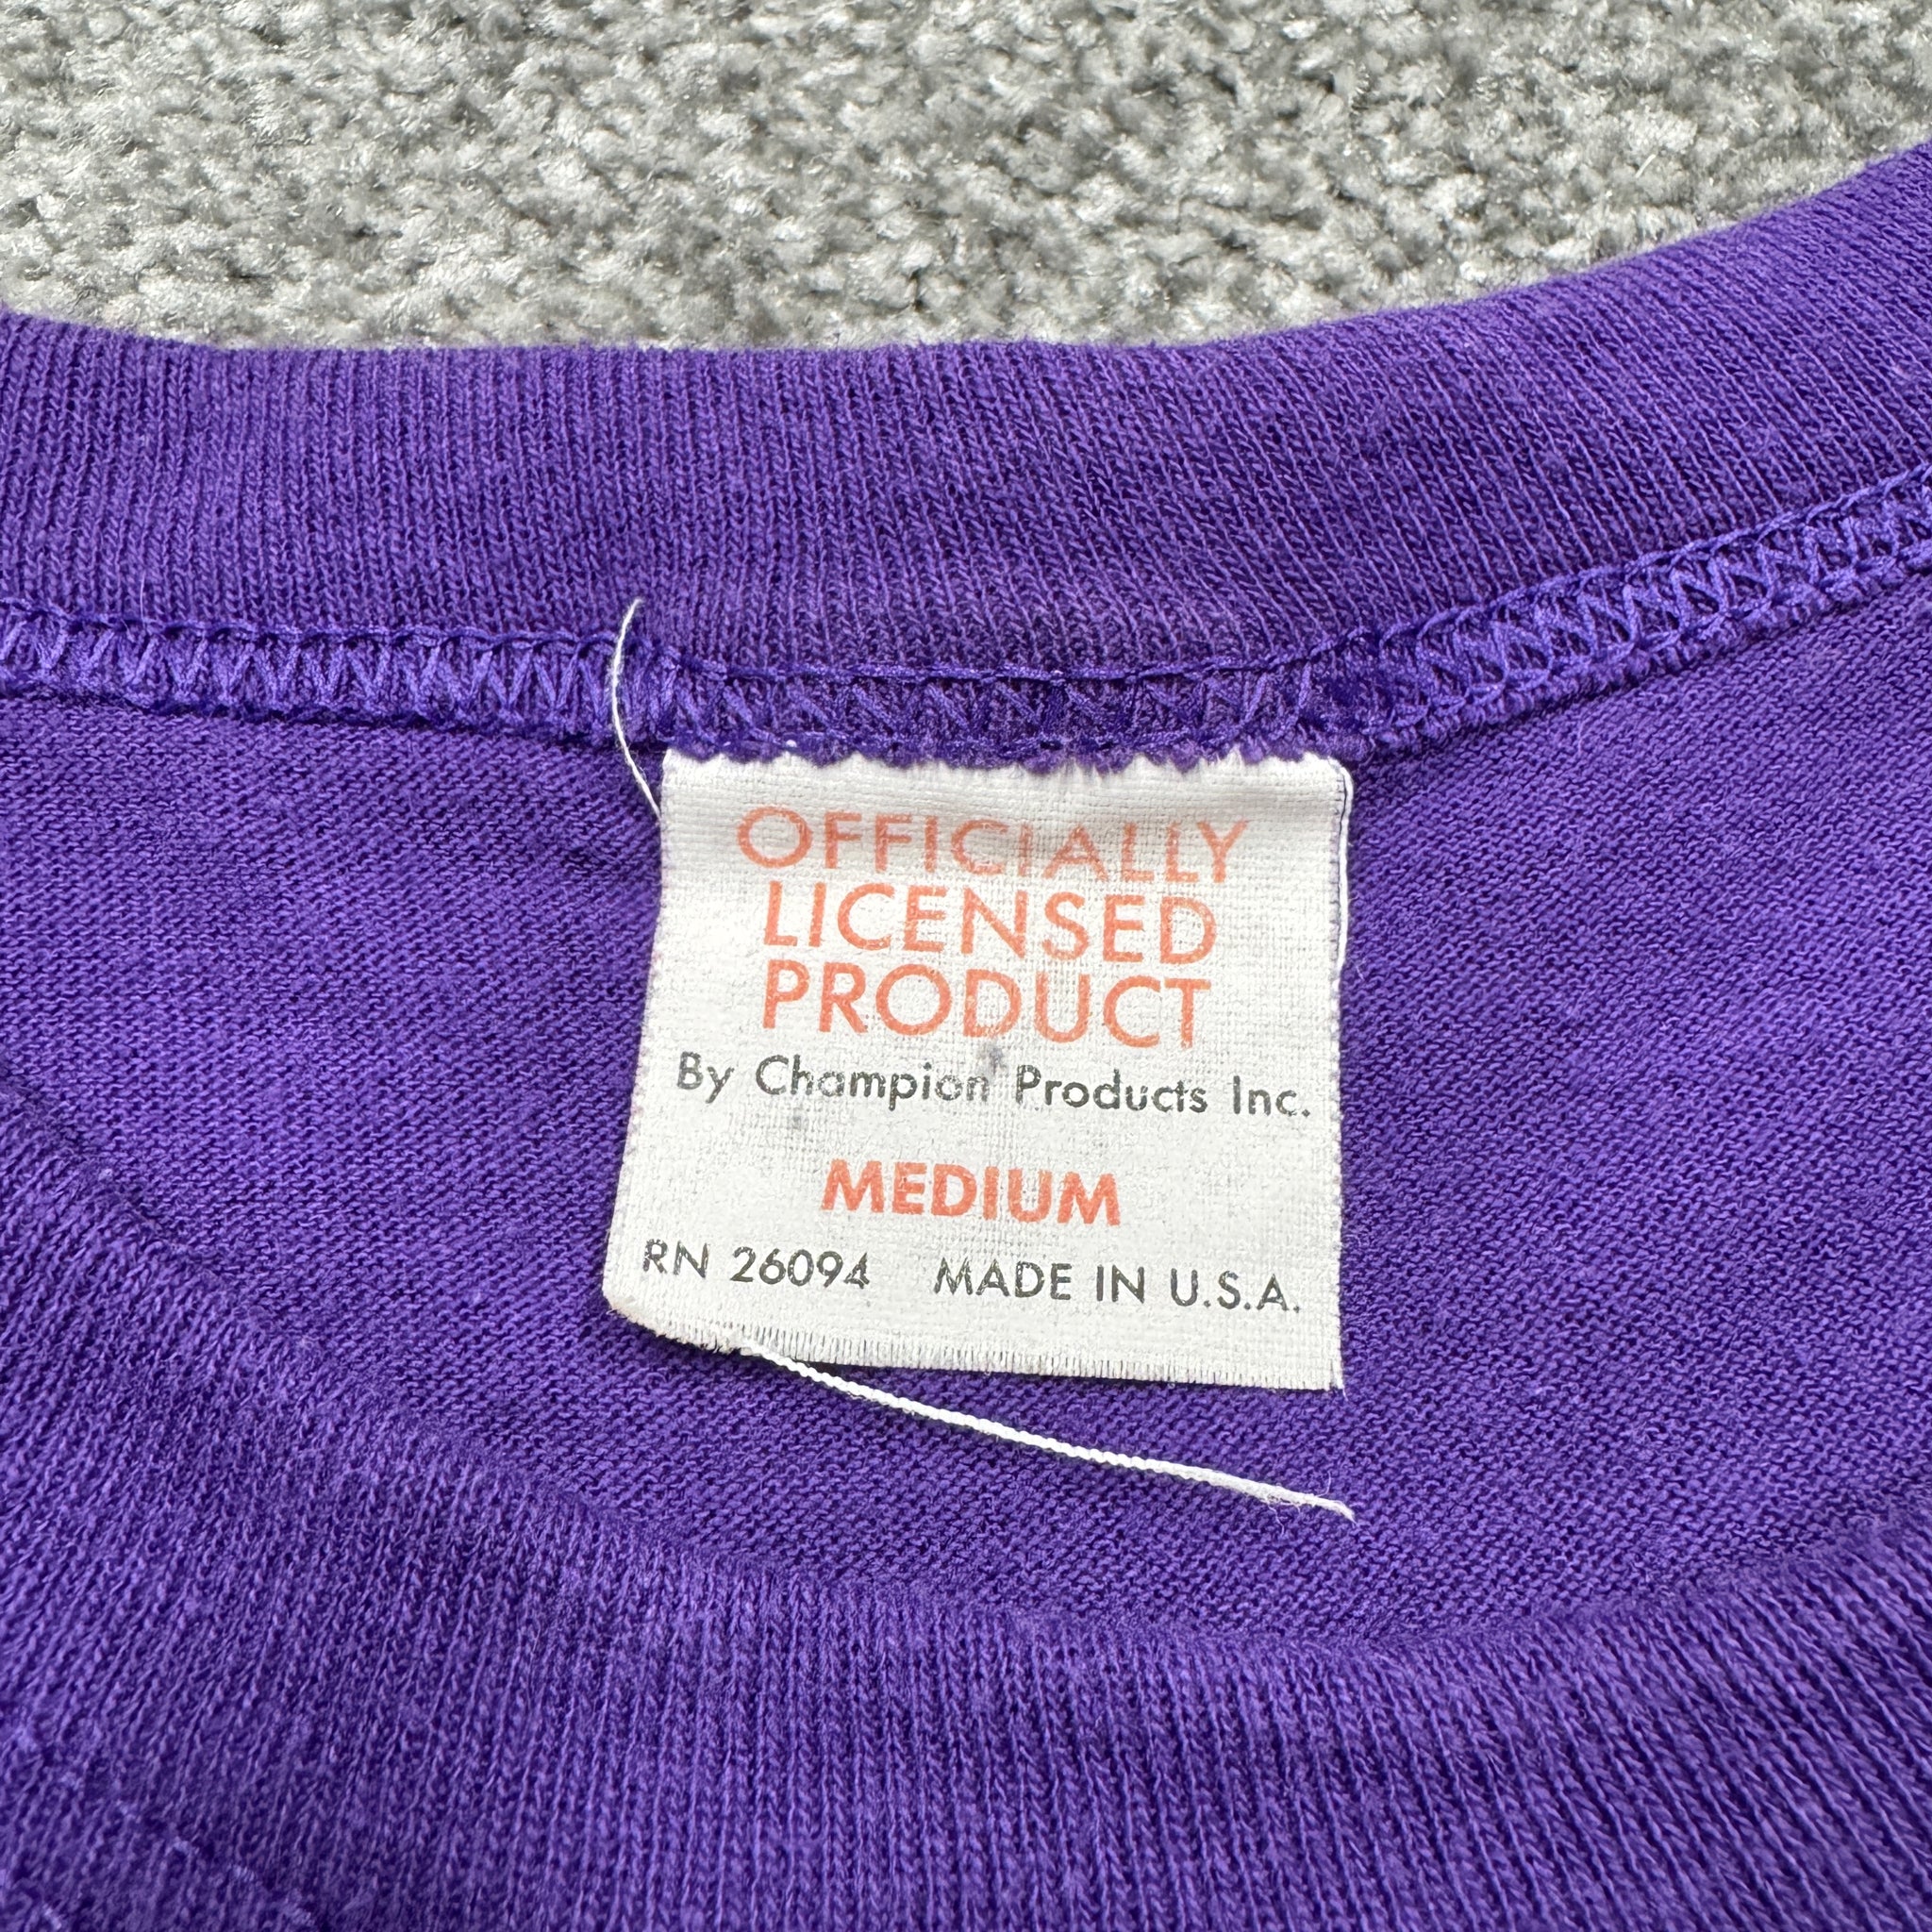 OFFICIALLY
LICENSED
PRODUCT
By Champion Products Inc.
MEDIUM
RN 26094 MADE IN U.S.A.